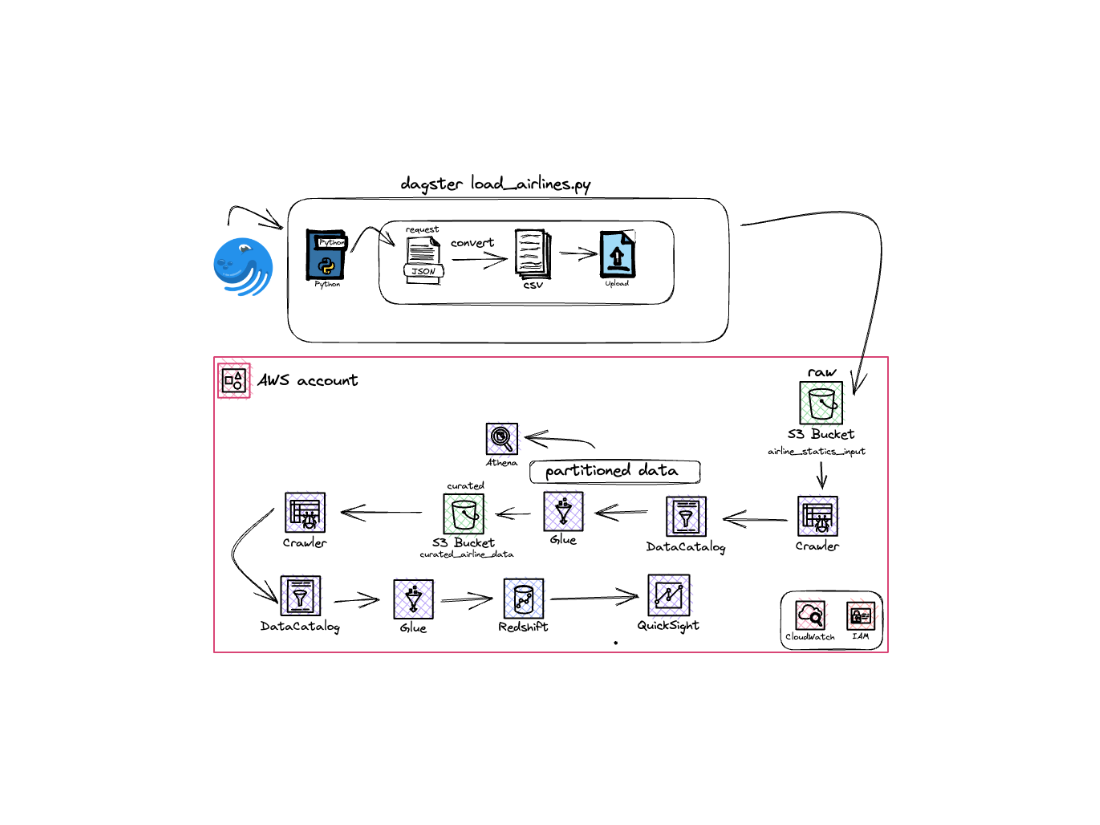 dagster load_airlines.py
request
Python
JSON
convert
Python
CSV
Upload
AWS account
raw
S3 Bucket
airline_statics_input
Athena
partitioned data
curated
Crawler
S3 Bucket
curated_airline_data
Glue
DataCatalog
Crawler
DataCatalog
Glue
Redshift
QuickSight
CloudWatch
IAM